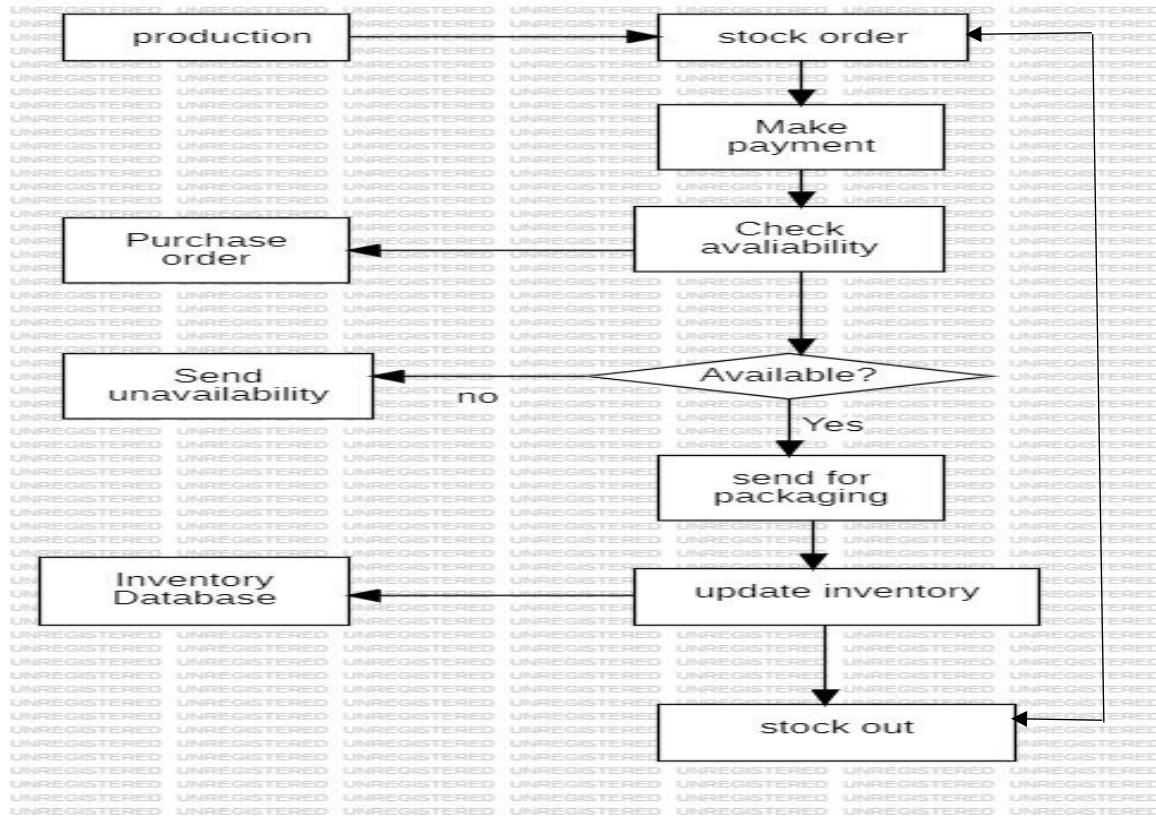 production
stock order
Make
payment
Check
avaliability
Purchase
order
Available?
Send
unavailability
no
Yes
send for
packaging
Inventory
Database
update inventory
stock out
UNREGISTERED